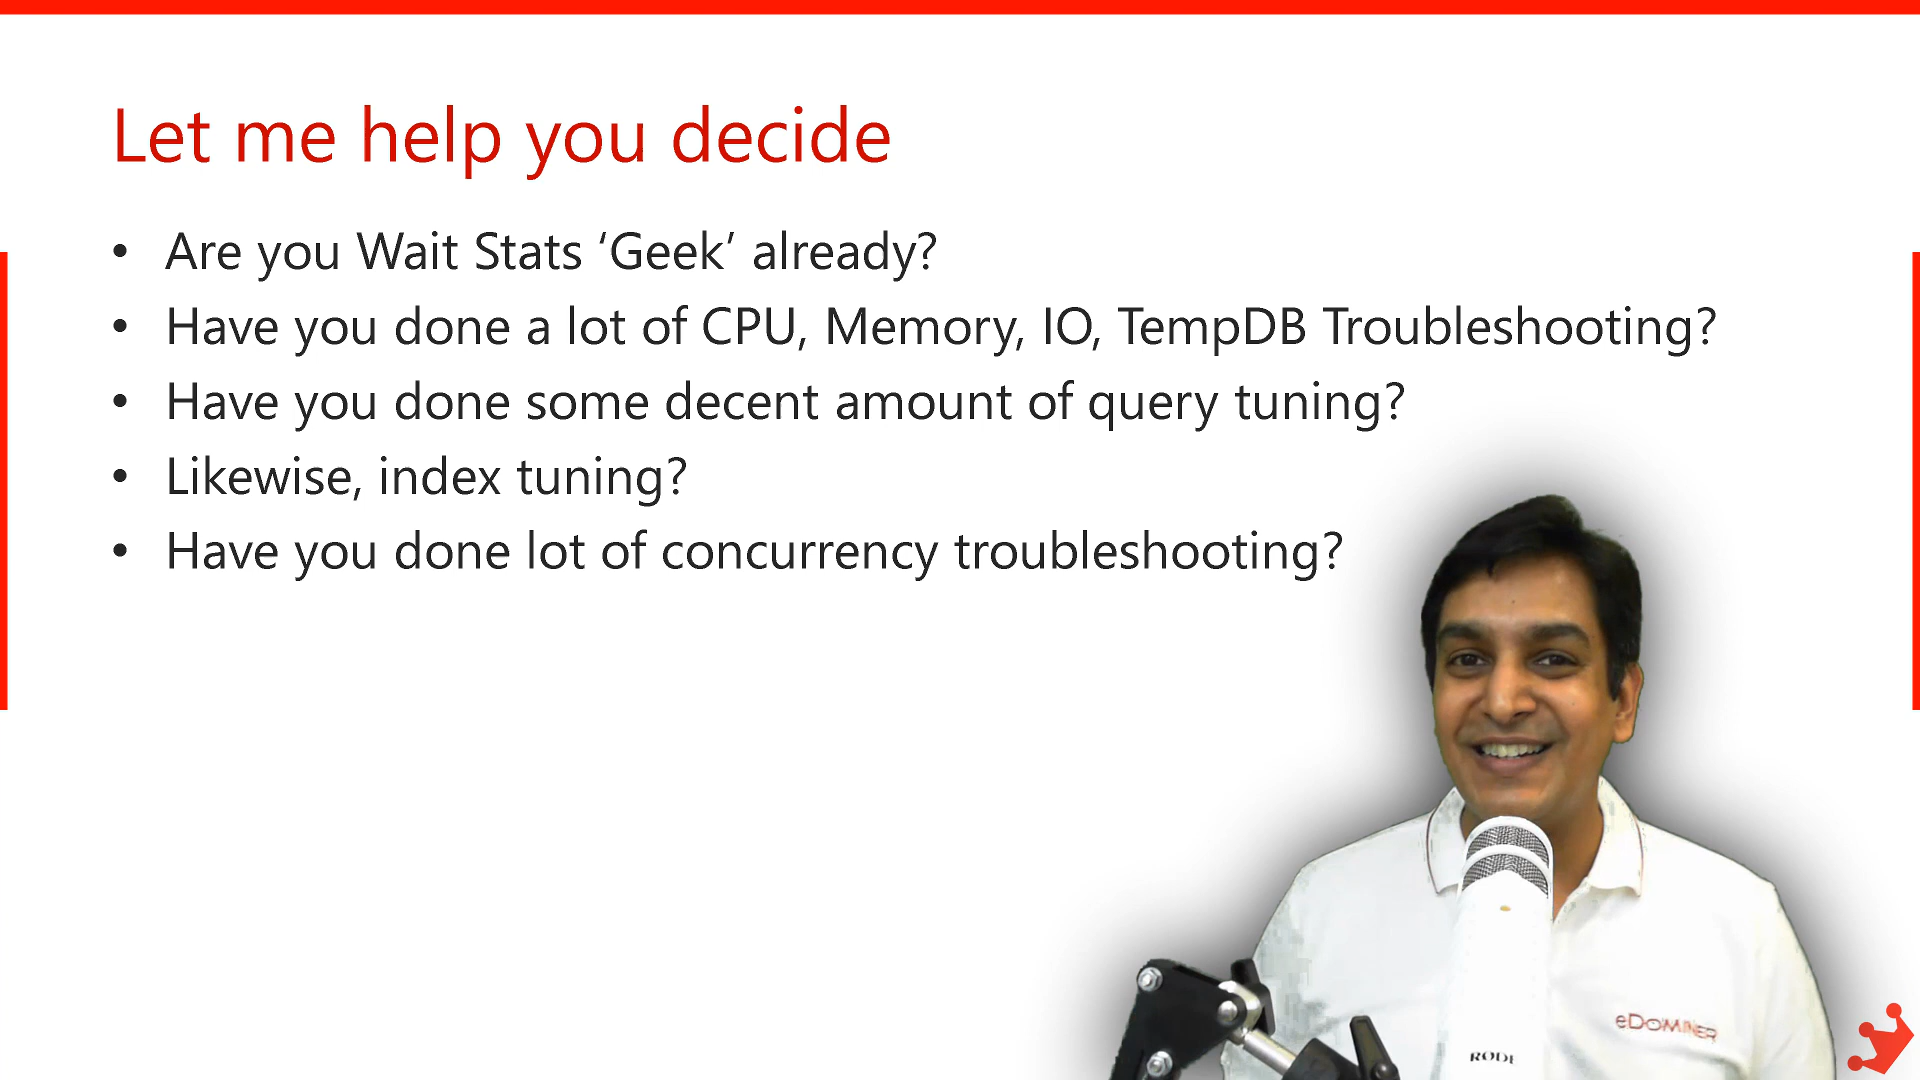 Let me help you decide
• Are you Wait Stats ‘Geek’ already?
• Have you done a lot of CPU, Memory, IO, TempDB Troubleshooting?
• Have you done some decent amount of query tuning?
• Likewise, index tuning?
• Have you done lot of concurrency troubleshooting?
eDOMINER
RODE